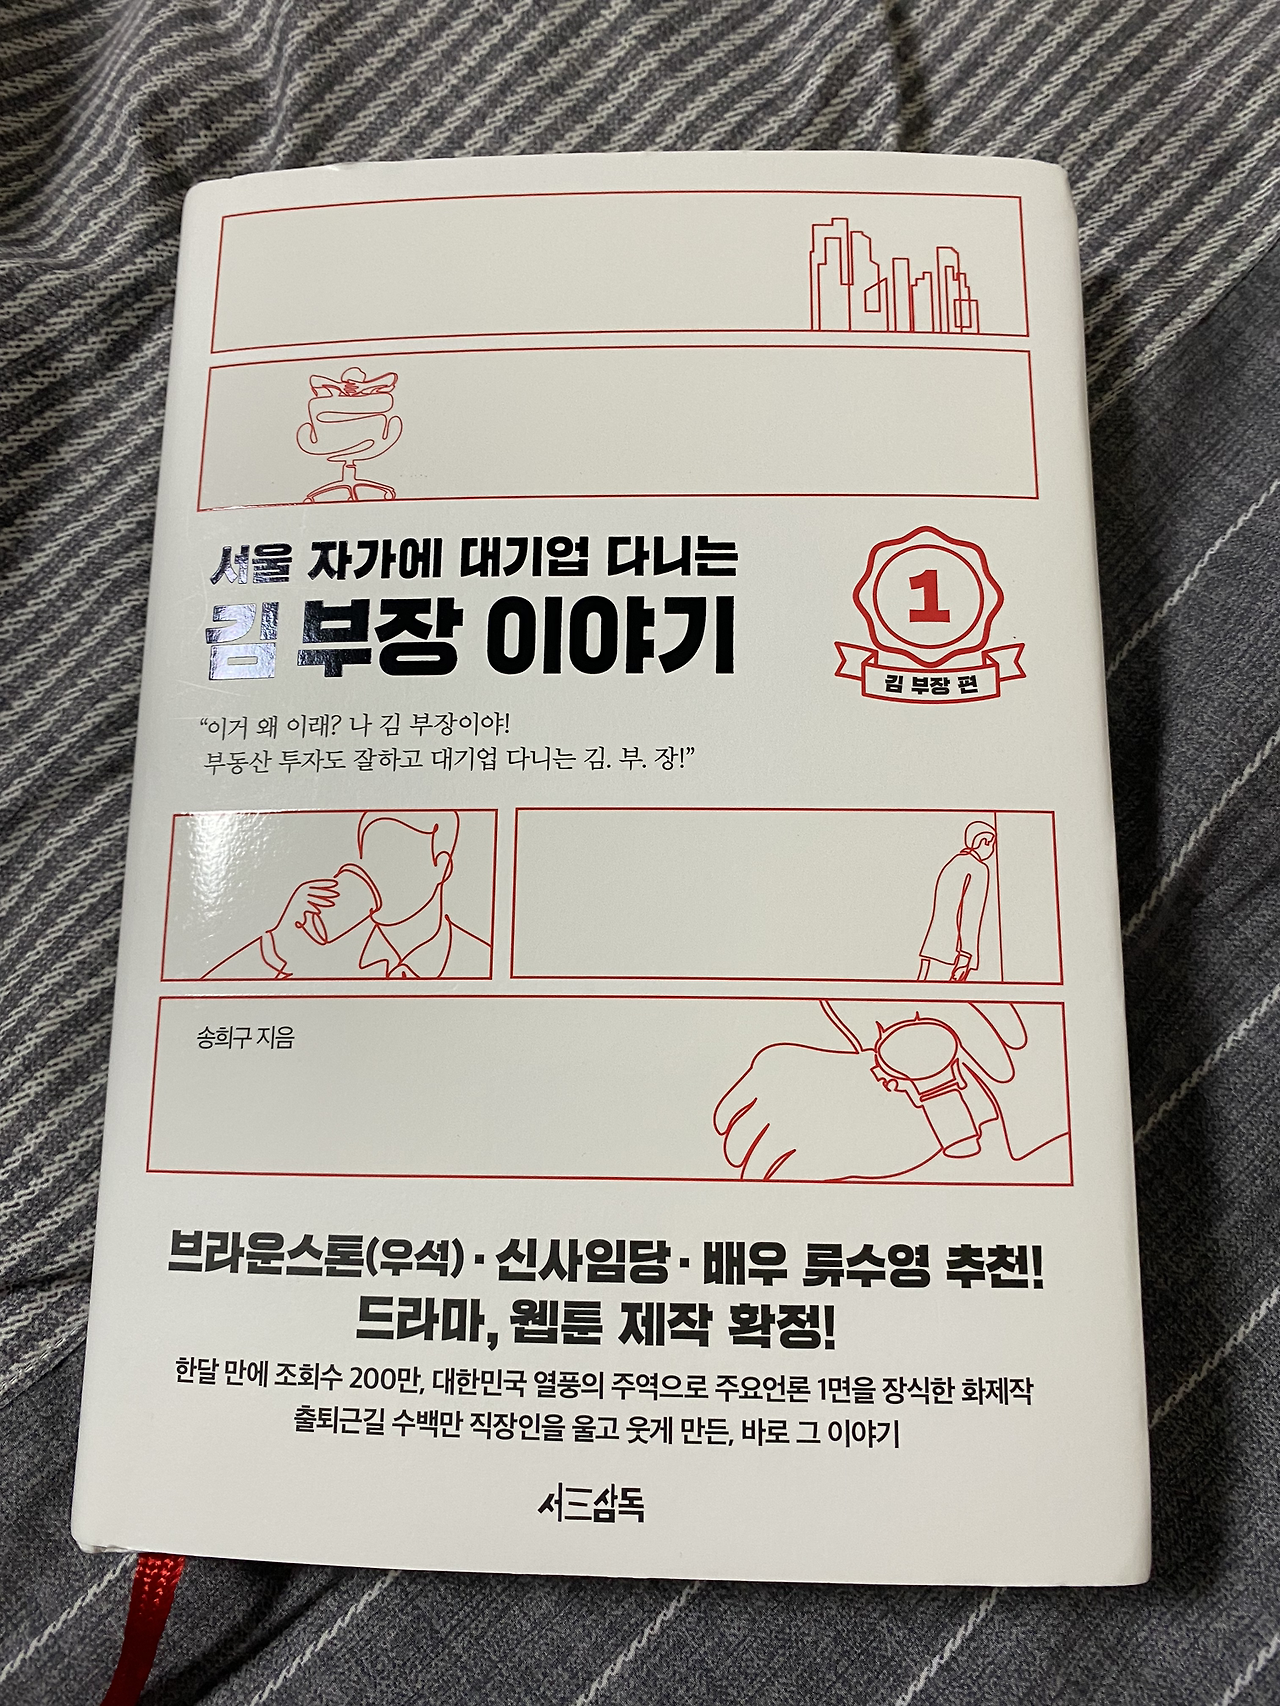 서울 자가에 대기업 다니는
김 부장 이야기
1
김 부장 편
“이거 왜 이래? 나 김 부장이야!
부동산 투자도 잘하고 대기업 다니는 김. 부. 장!”
송희구 지음
브라운스톤(우석)·신사임당·배우 류수영 추천!
드라마, 웹툰 제작 확정!
한달 만에 조회수 200만, 대한민국 열풍의 주역으로 주요언론 1면을 장식한 화제작
출퇴근길 수백만 직장인을 울고 웃게 만든, 바로 그 이야기
서삼독